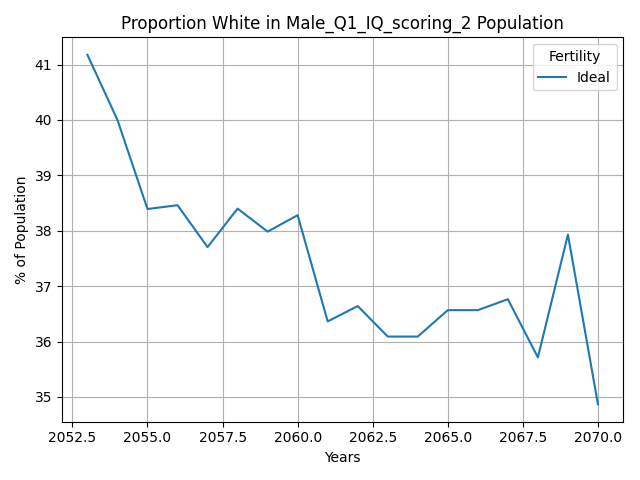 Proportion White in Male_Q1_IQ_scoring_2 Population
Fertility
Ideal
% of Population
41
40
39
38
37
36
35
2052.5 2055.0 2057.5 2060.0 2062.5 2065.0 2067.5 2070.0
Years